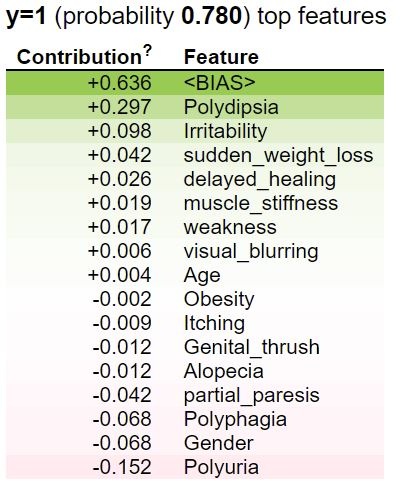 y=1 (probability 0.780) top features
Contribution? Feature
+0.636 <BIAS>
+0.297 Polydipsia
+0.098 Irritability
+0.042 sudden_weight_loss
+0.026 delayed_healing
+0.019 muscle_stiffness
+0.017 weakness
+0.006 visual_blurring
+0.004 Age
-0.002 Obesity
-0.009 Itching
-0.012 Genital_thrush
-0.012 Alopecia
-0.042 partial_paresis
-0.068 Polyphagia
-0.068 Gender
-0.152 Polyuria